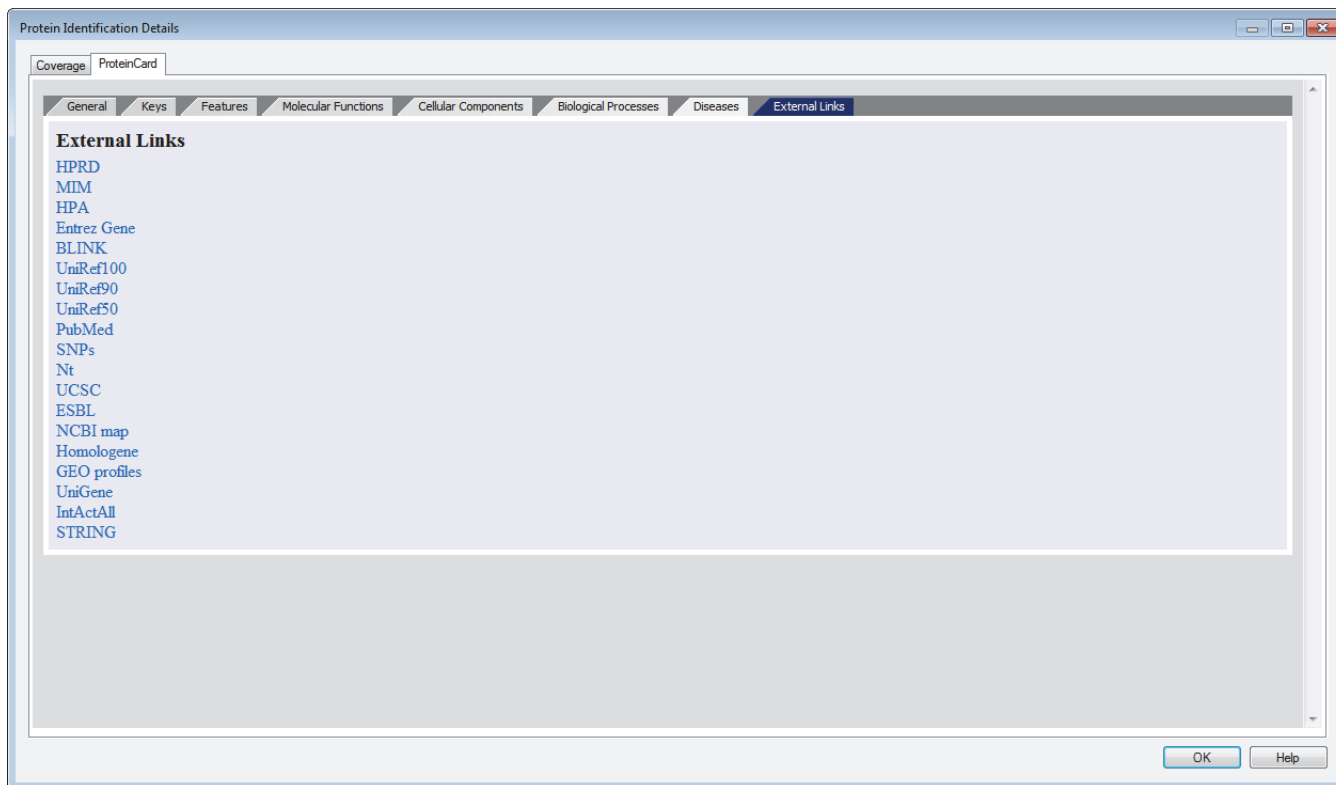 Protein Identification Details
Coverage ProteinCard
General Keys Features Molecular Functions Cellular Components Biological Processes Diseases External Links
External Links
HPRD
MIM
HPA
Entrez Gene
BLINK
UniRef100
UniRef90
UniRef50
PubMed
SNPs
Nt
UCSC
ESBL
NCBI map
Homologene
GEO profiles
UniGene
IntActAll
STRING
OK Help